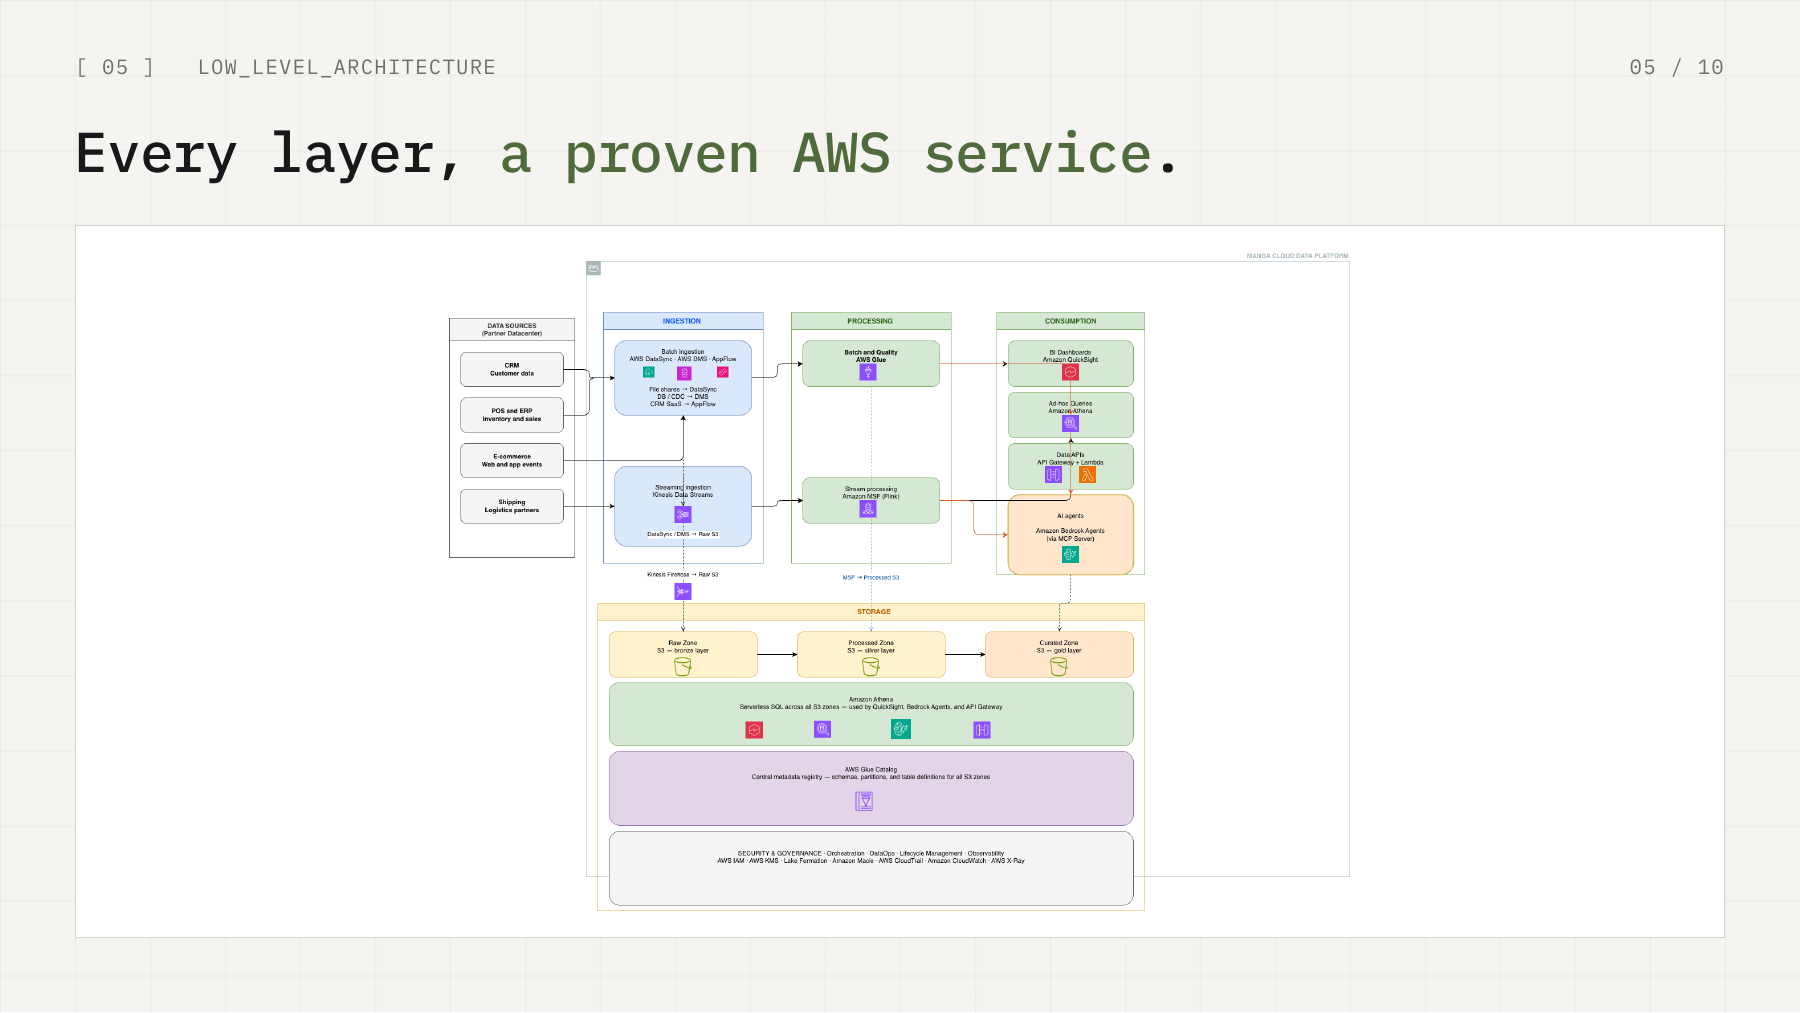 [ 05 ] LOW_LEVEL_ARCHITECTURE
05 / 10
Every layer, a proven AWS service.
MANGA CLOUD DATA PLATFORM
aws
DATA SOURCES
(Partner Datacenter)
CRM
Customer data
POS and ERP
Inventory and sales
E-commerce
Web and app events
Shipping
Logistics partners
INGESTION
Batch ingestion
AWS DataSync · AWS DMS · AppFlow
File shares → DataSync
DB / CDC → DMS
CRM SaaS → AppFlow
Streaming ingestion
Kinesis Data Streams
DataSync / DMS → Raw S3
Kinesis Firehose → Raw S3
PROCESSING
Batch and Quality
AWS Glue
Stream processing
Amazon MSF (Flink)
MSF → Processed S3
CONSUMPTION
BI Dashboards
Amazon QuickSight
Ad-hoc Queries
Amazon Athena
Data APIs
API Gateway + Lambda
AI agents
Amazon Bedrock Agents
(via MCP Server)
STORAGE
Raw Zone
S3 — bronze layer
Processed Zone
S3 — silver layer
Curated Zone
S3 — gold layer
Amazon Athena
Serverless SQL across all S3 zones — used by QuickSight, Bedrock Agents, and API Gateway
AWS Glue Catalog
Central metadata registry — schemas, partitions, and table definitions for all S3 zones
SECURITY & GOVERNANCE · Orchestration · DataOps · Lifecycle Management · Observability
AWS IAM · AWS KMS · Lake Formation · Amazon Macie · AWS CloudTrail · Amazon CloudWatch · AWS X-Ray